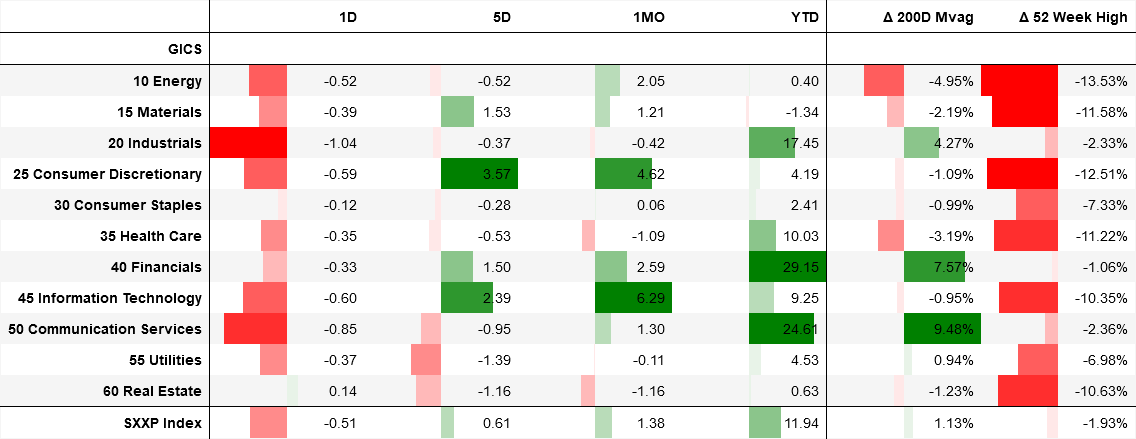 1D 5D 1MO YTD Δ 200D Mvag Δ 52 Week High
GICS
10 Energy -0.52 -0.52 2.05 0.40 -4.95% -13.53%
15 Materials -0.39 1.53 1.21 -1.34 -2.19% -11.58%
20 Industrials -1.04 -0.37 -0.42 17.45 4.27% -2.33%
25 Consumer Discretionary -0.59 3.57 4.62 4.19 -1.09% -12.51%
30 Consumer Staples -0.12 -0.28 0.06 2.41 -0.99% -7.33%
35 Health Care -0.35 -0.53 -1.09 10.03 -3.19% -11.22%
40 Financials -0.33 1.50 2.59 29.15 7.57% -1.06%
45 Information Technology -0.60 2.39 6.29 9.25 -0.95% -10.35%
50 Communication Services -0.85 -0.95 1.30 24.61 9.48% -2.36%
55 Utilities -0.37 -1.39 -0.11 4.53 0.94% -6.98%
60 Real Estate 0.14 -1.16 -1.16 0.63 -1.23% -10.63%
SXXP Index -0.51 0.61 1.38 11.94 1.13% -1.93%